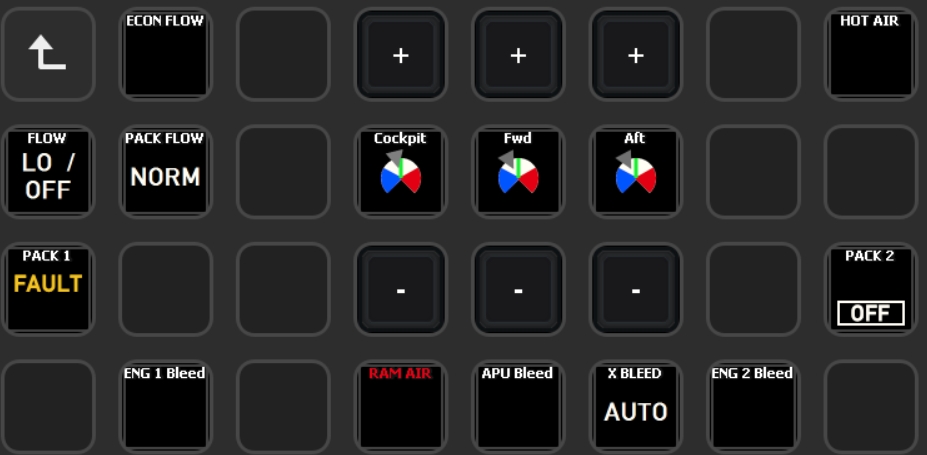 ECON FLOW
+
+
+
HOT AIR
FLOW
LO /
OFF
PACK FLOW
NORM
Cockpit
Fwd
Aft
PACK 1
FAULT
-
-
-
PACK 2
OFF
ENG 1 Bleed
RAM AIR
APU Bleed
X BLEED
AUTO
ENG 2 Bleed